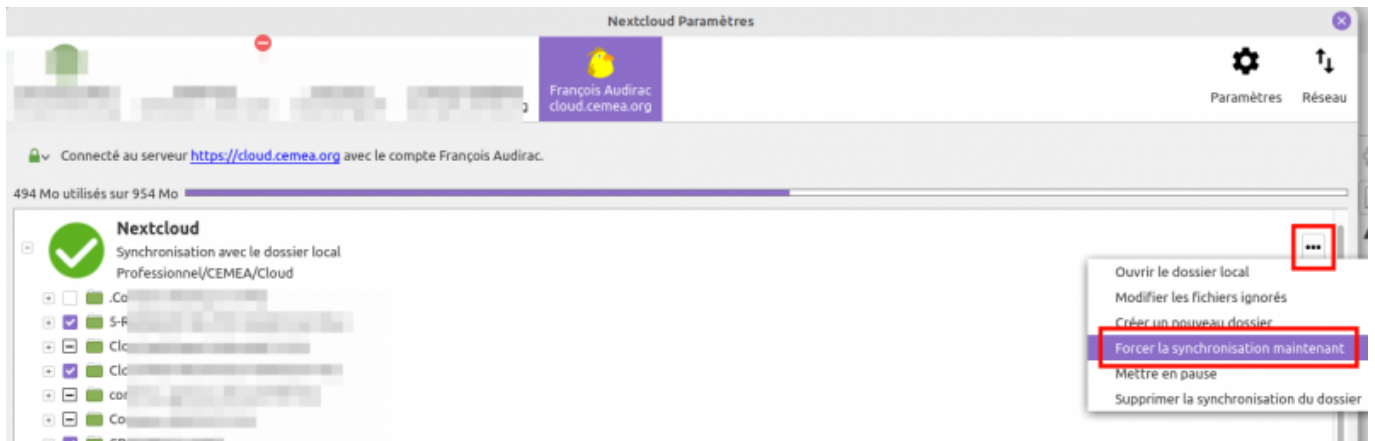 Nextcloud Paramètres
François Audirac
cloud.cemea.org
Paramètres
Réseau
Connecté au serveur https://cloud.cemea.org avec le compte François Audirac.
494 Mo utilisés sur 954 Mo
Nextcloud
Synchronisation avec le dossier local
Professionnel/CEMEA/Cloud
Ouvrir le dossier local
Modifier les fichiers ignorés
Créer un nouveau dossier
Forcer la synchronisation maintenant
Mettre en pause
Supprimer la synchronisation du dossier